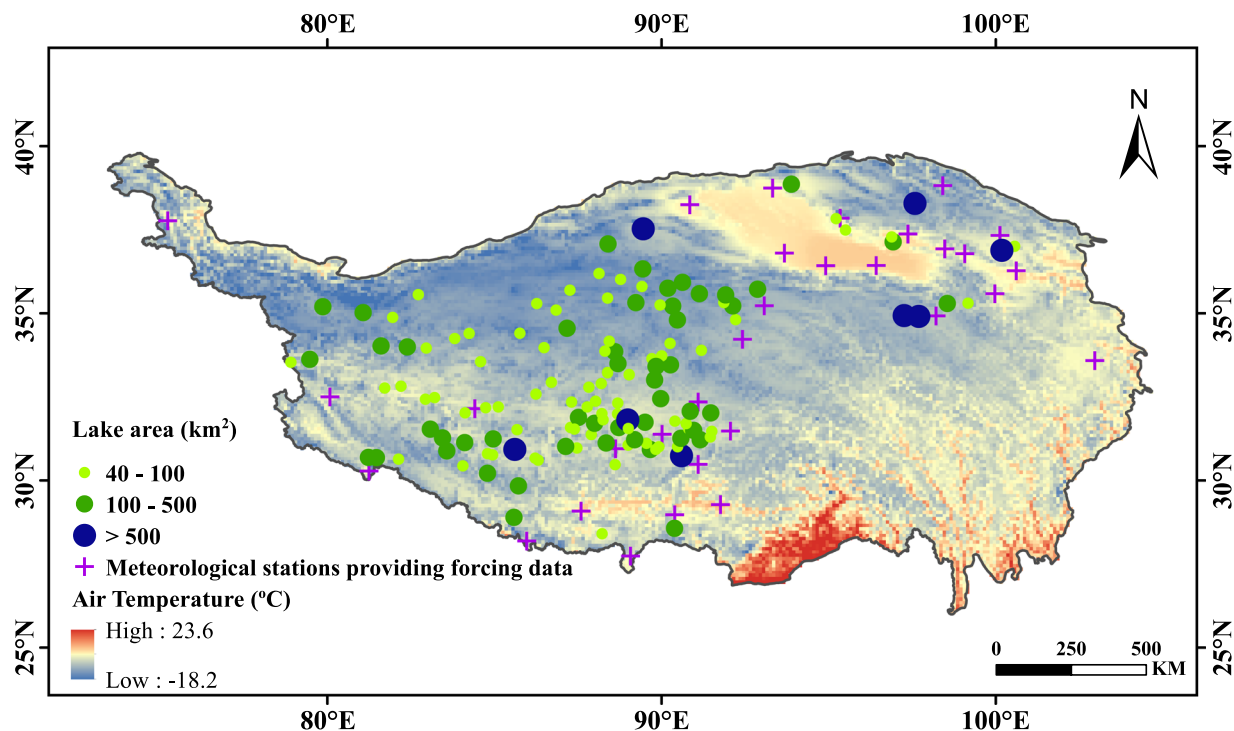 80°E 90°E 100°E
N
40°N 40°N
35°N 35°N
30°N 30°N
25°N 25°N
Lake area (km²)
40 - 100
100 - 500
> 500
Meteorological stations providing forcing data
Air Temperature (ºC)
High : 23.6
Low : -18.2
0 250 500
KM
80°E 90°E 100°E